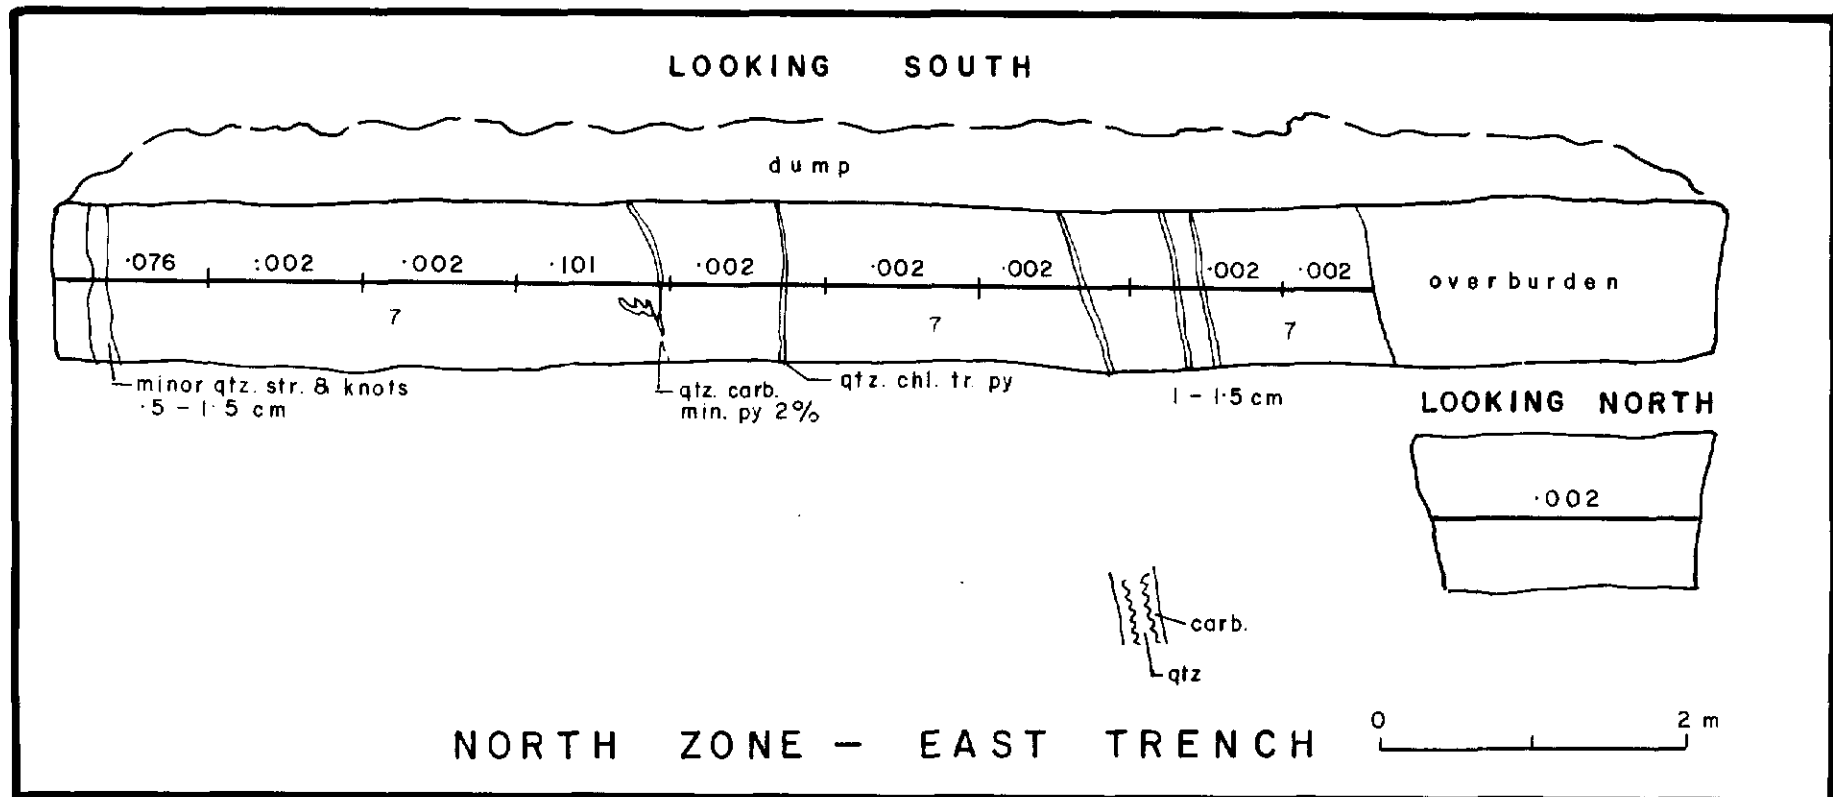 LOOKING SOUTH
dump
·076 :002 ·002 ·101 ·002 ·002 ·002 ·002 ·002
overburden
7 7 7
minor qtz. str. & knots
·5 – 1·5 cm
qtz. carb.
min. py 2%
qtz. chl. tr. py
1 – 1·5 cm
LOOKING NORTH
·002
carb.
qtz
NORTH ZONE – EAST TRENCH
0 2 m